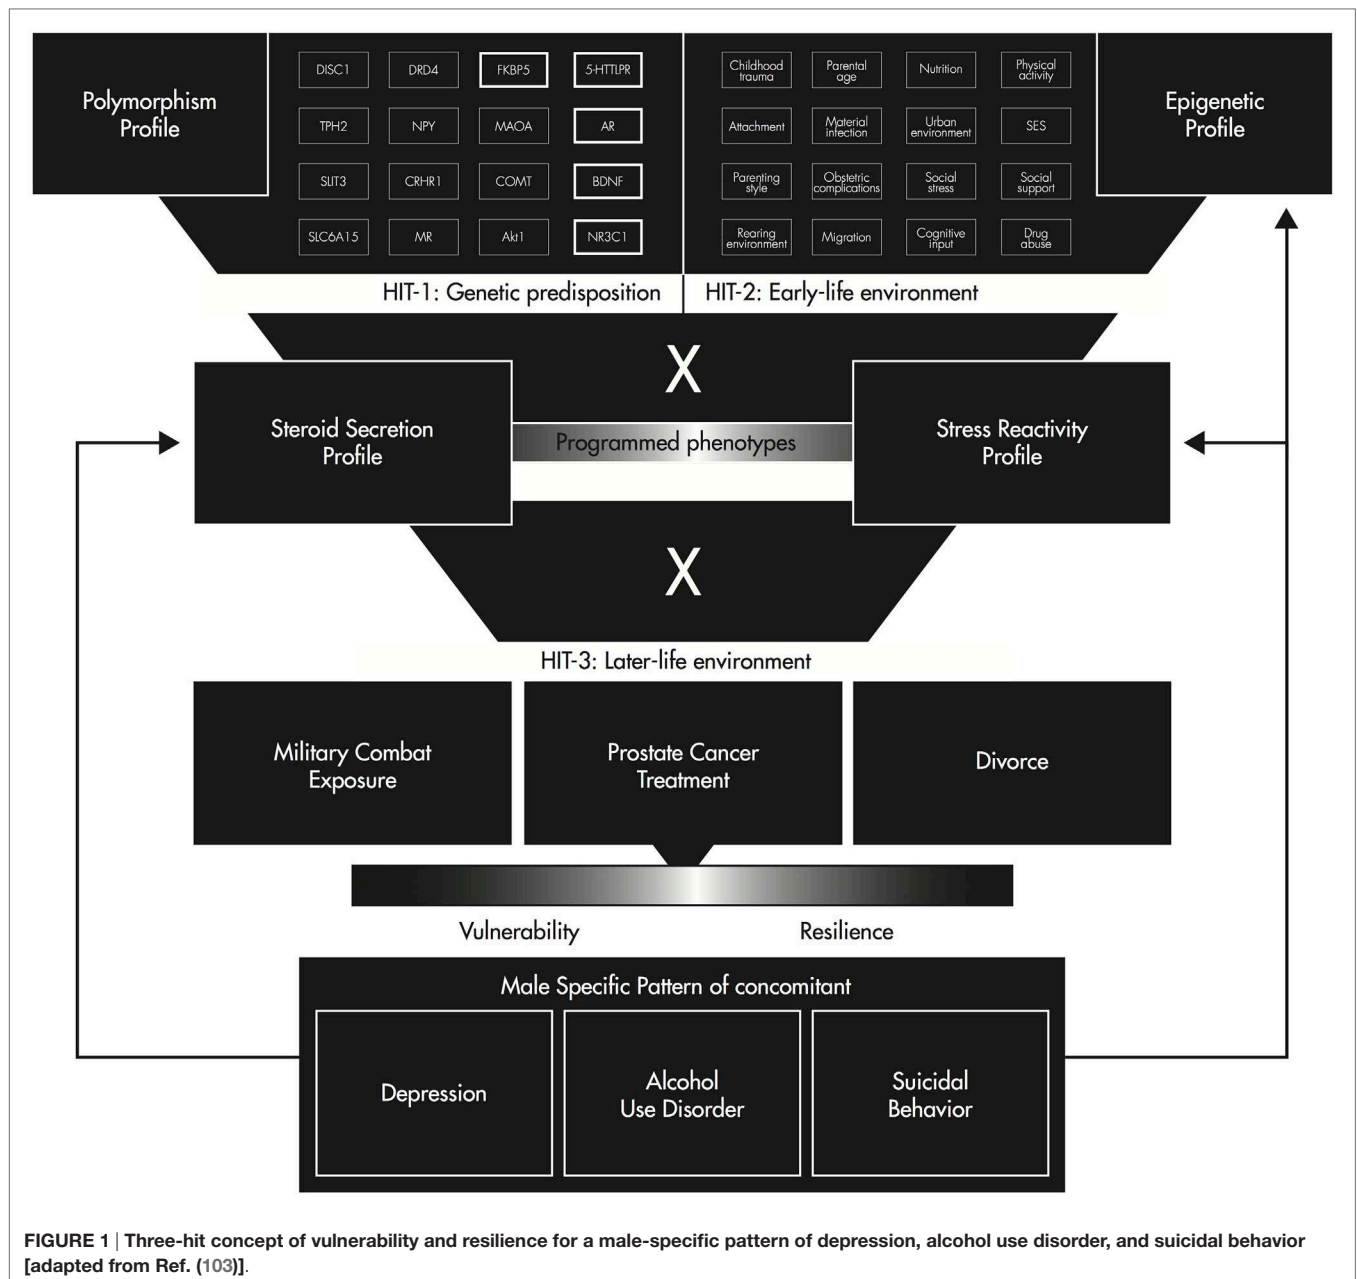 Polymorphism
Profile
DISC1
DRD4
FKBP5
5-HTTLPR
TPH2
NPY
MAOA
AR
SLIT3
CRHR1
COMT
BDNF
SLC6A15
MR
Akt1
NR3C1
Childhood
trauma
Parental
age
Nutrition
Physical
activity
Attachment
Material
infection
Urban
environment
SES
Parenting
style
Obstetric
complications
Social
stress
Social
support
Rearing
environment
Migration
Cognitive
input
Drug
abuse
Epigenetic
Profile
HIT-1: Genetic predisposition
HIT-2: Early-life environment
X
Steroid Secretion
Profile
Programmed phenotypes
Stress Reactivity
Profile
X
HIT-3: Later-life environment
Military Combat
Exposure
Prostate Cancer
Treatment
Divorce
Vulnerability
Resilience
Male Specific Pattern of concomitant
Depression
Alcohol
Use Disorder
Suicidal
Behavior
FIGURE 1 | Three-hit concept of vulnerability and resilience for a male-specific pattern of depression, alcohol use disorder, and suicidal behavior
[adapted from Ref. (103)].